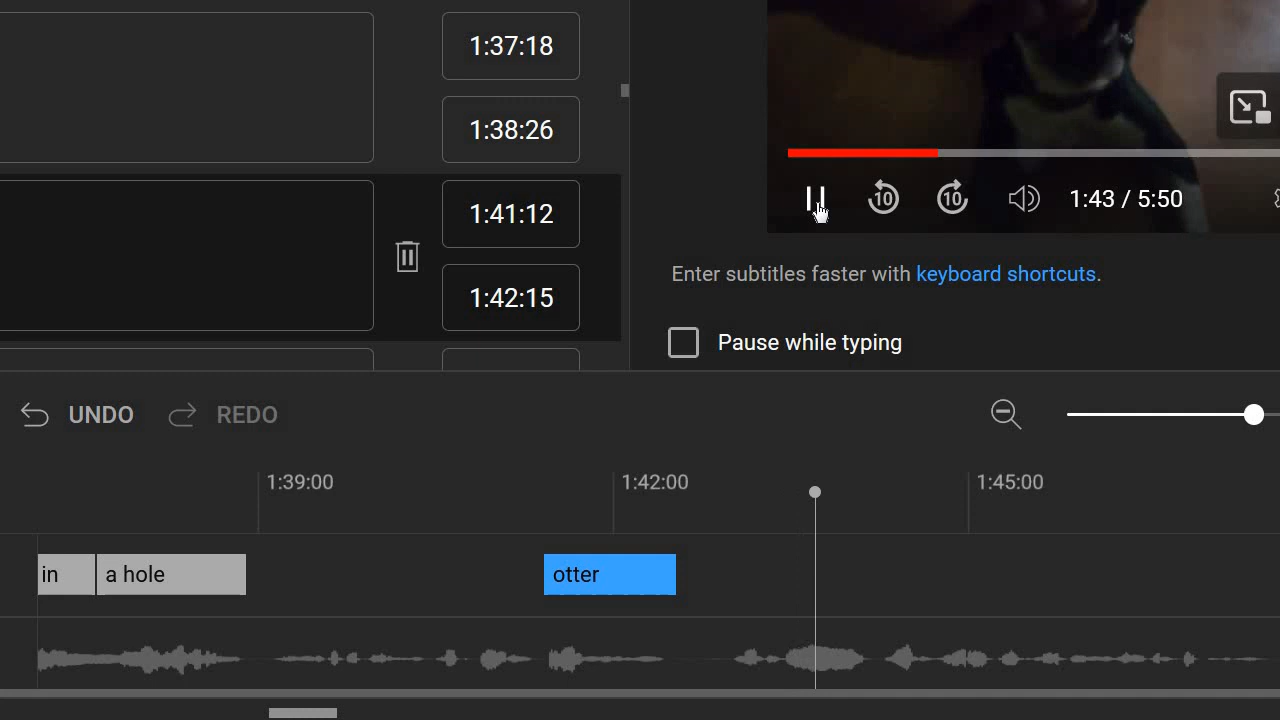 1:37:18
1:38:26
1:41:12
1:42:15
10 10 1:43 / 5:50
Enter subtitles faster with keyboard shortcuts.
Pause while typing
UNDO REDO
1:39:00 1:42:00 1:45:00
in a hole otter